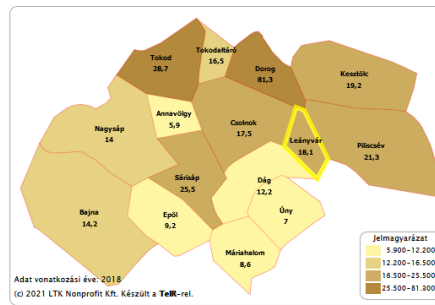 Tokod
28,7
Tokodaltáró
16,5
Dorog
81,3
Kesztölc
19,2
Annavölgy
5,9
Csolnok
17,5
Nagysáp
14
Leányvár
18,1
Piliscsév
21,3
Sárisáp
25,5
Dág
12,2
Bajna
14,2
Epöl
9,2
Úny
7
Máriahalom
8,6
Jelmagyarázat
5.900-12.200
12.200-16.500
16.500-25.500
25.500-81.300
Adat vonatkozási éve: 2018
(c) 2021 LTK Nonprofit Kft. Készült a TeIR-rel.